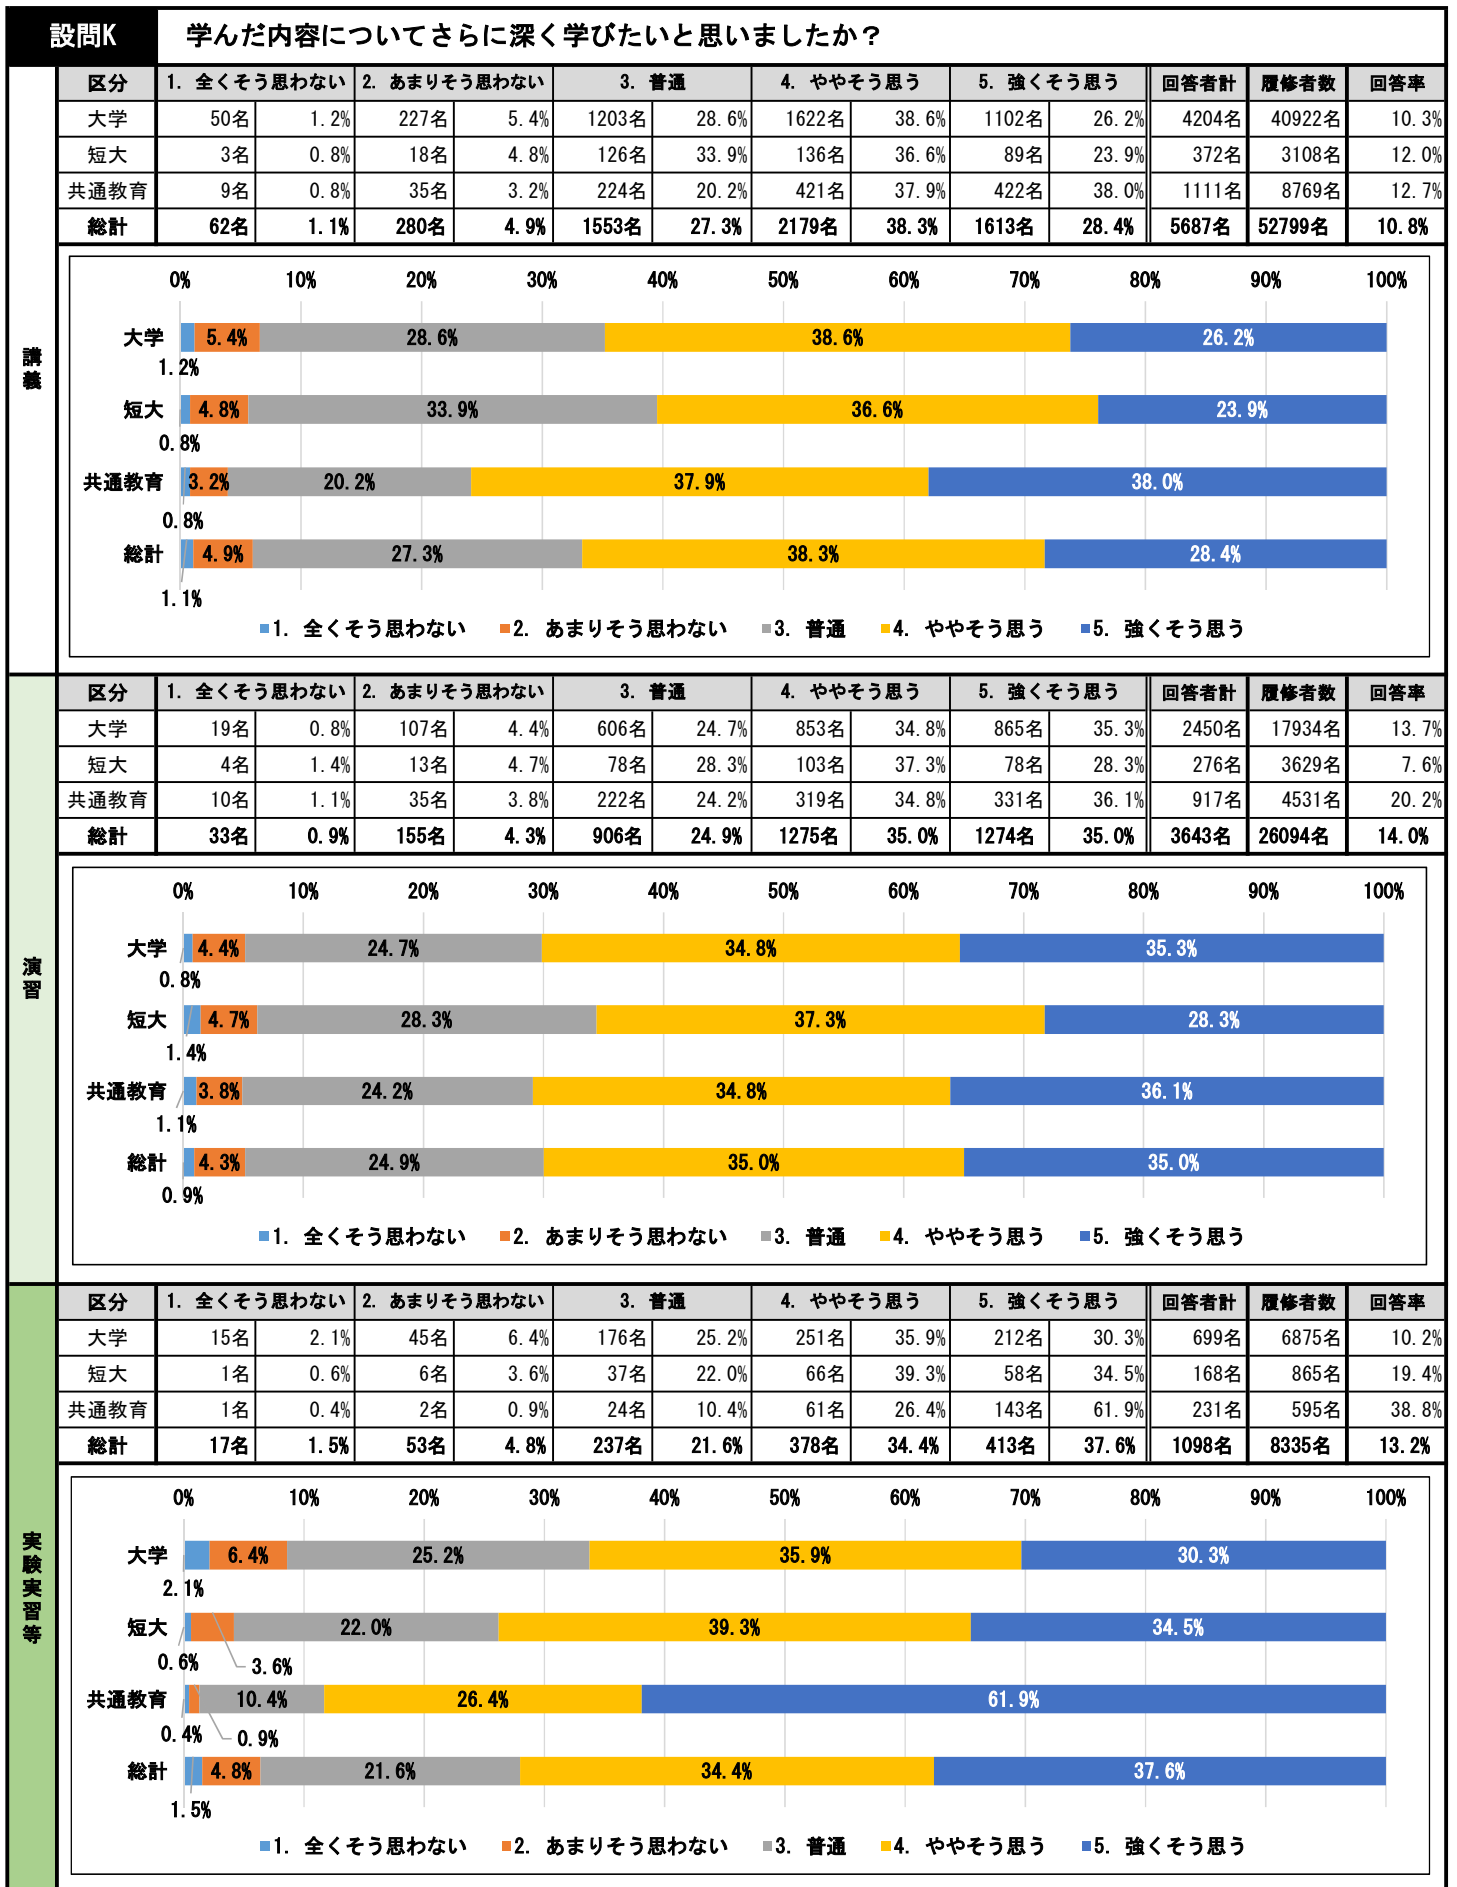 設問K 学んだ内容についてさらに深く学びたいと思いましたか？
講義
区分 1. 全くそう思わない 2. あまりそう思わない 3. 普通 4. ややそう思う 5. 強くそう思う 回答者計 履修者数 回答率
大学 50名 1.2% 227名 5.4% 1203名 28.6% 1622名 38.6% 1102名 26.2% 4204名 40922名 10.3%
短大 3名 0.8% 18名 4.8% 126名 33.9% 136名 36.6% 89名 23.9% 372名 3108名 12.0%
共通教育 9名 0.8% 35名 3.2% 224名 20.2% 421名 37.9% 422名 38.0% 1111名 8769名 12.7%
総計 62名 1.1% 280名 4.9% 1553名 27.3% 2179名 38.3% 1613名 28.4% 5687名 52799名 10.8%
0% 10% 20% 30% 40% 50% 60% 70% 80% 90% 100%
大学 5.4% 28.6% 38.6% 26.2%
1.2%
短大 4.8% 33.9% 36.6% 23.9%
0.8%
共通教育 3.2% 20.2% 37.9% 38.0%
0.8%
総計 4.9% 27.3% 38.3% 28.4%
1.1%
1. 全くそう思わない 2. あまりそう思わない 3. 普通 4. ややそう思う 5. 強くそう思う
演習
区分 1. 全くそう思わない 2. あまりそう思わない 3. 普通 4. ややそう思う 5. 強くそう思う 回答者計 履修者数 回答率
大学 19名 0.8% 107名 4.4% 606名 24.7% 853名 34.8% 865名 35.3% 2450名 17934名 13.7%
短大 4名 1.4% 13名 4.7% 78名 28.3% 103名 37.3% 78名 28.3% 276名 3629名 7.6%
共通教育 10名 1.1% 35名 3.8% 222名 24.2% 319名 34.8% 331名 36.1% 917名 4531名 20.2%
総計 33名 0.9% 155名 4.3% 906名 24.9% 1275名 35.0% 1274名 35.0% 3643名 26094名 14.0%
0% 10% 20% 30% 40% 50% 60% 70% 80% 90% 100%
大学 4.4% 24.7% 34.8% 35.3%
0.8%
短大 4.7% 28.3% 37.3% 28.3%
1.4%
共通教育 3.8% 24.2% 34.8% 36.1%
1.1%
総計 4.3% 24.9% 35.0% 35.0%
0.9%
1. 全くそう思わない 2. あまりそう思わない 3. 普通 4. ややそう思う 5. 強くそう思う
実験実習等
区分 1. 全くそう思わない 2. あまりそう思わない 3. 普通 4. ややそう思う 5. 強くそう思う 回答者計 履修者数 回答率
大学 15名 2.1% 45名 6.4% 176名 25.2% 251名 35.9% 212名 30.3% 699名 6875名 10.2%
短大 1名 0.6% 6名 3.6% 37名 22.0% 66名 39.3% 58名 34.5% 168名 865名 19.4%
共通教育 1名 0.4% 2名 0.9% 24名 10.4% 61名 26.4% 143名 61.9% 231名 595名 38.8%
総計 17名 1.5% 53名 4.8% 237名 21.6% 378名 34.4% 413名 37.6% 1098名 8335名 13.2%
0% 10% 20% 30% 40% 50% 60% 70% 80% 90% 100%
大学 6.4% 25.2% 35.9% 30.3%
2.1%
短大 22.0% 39.3% 34.5%
0.6% 3.6%
共通教育 10.4% 26.4% 61.9%
0.4% 0.9%
総計 4.8% 21.6% 34.4% 37.6%
1.5%
1. 全くそう思わない 2. あまりそう思わない 3. 普通 4. ややそう思う 5. 強くそう思う